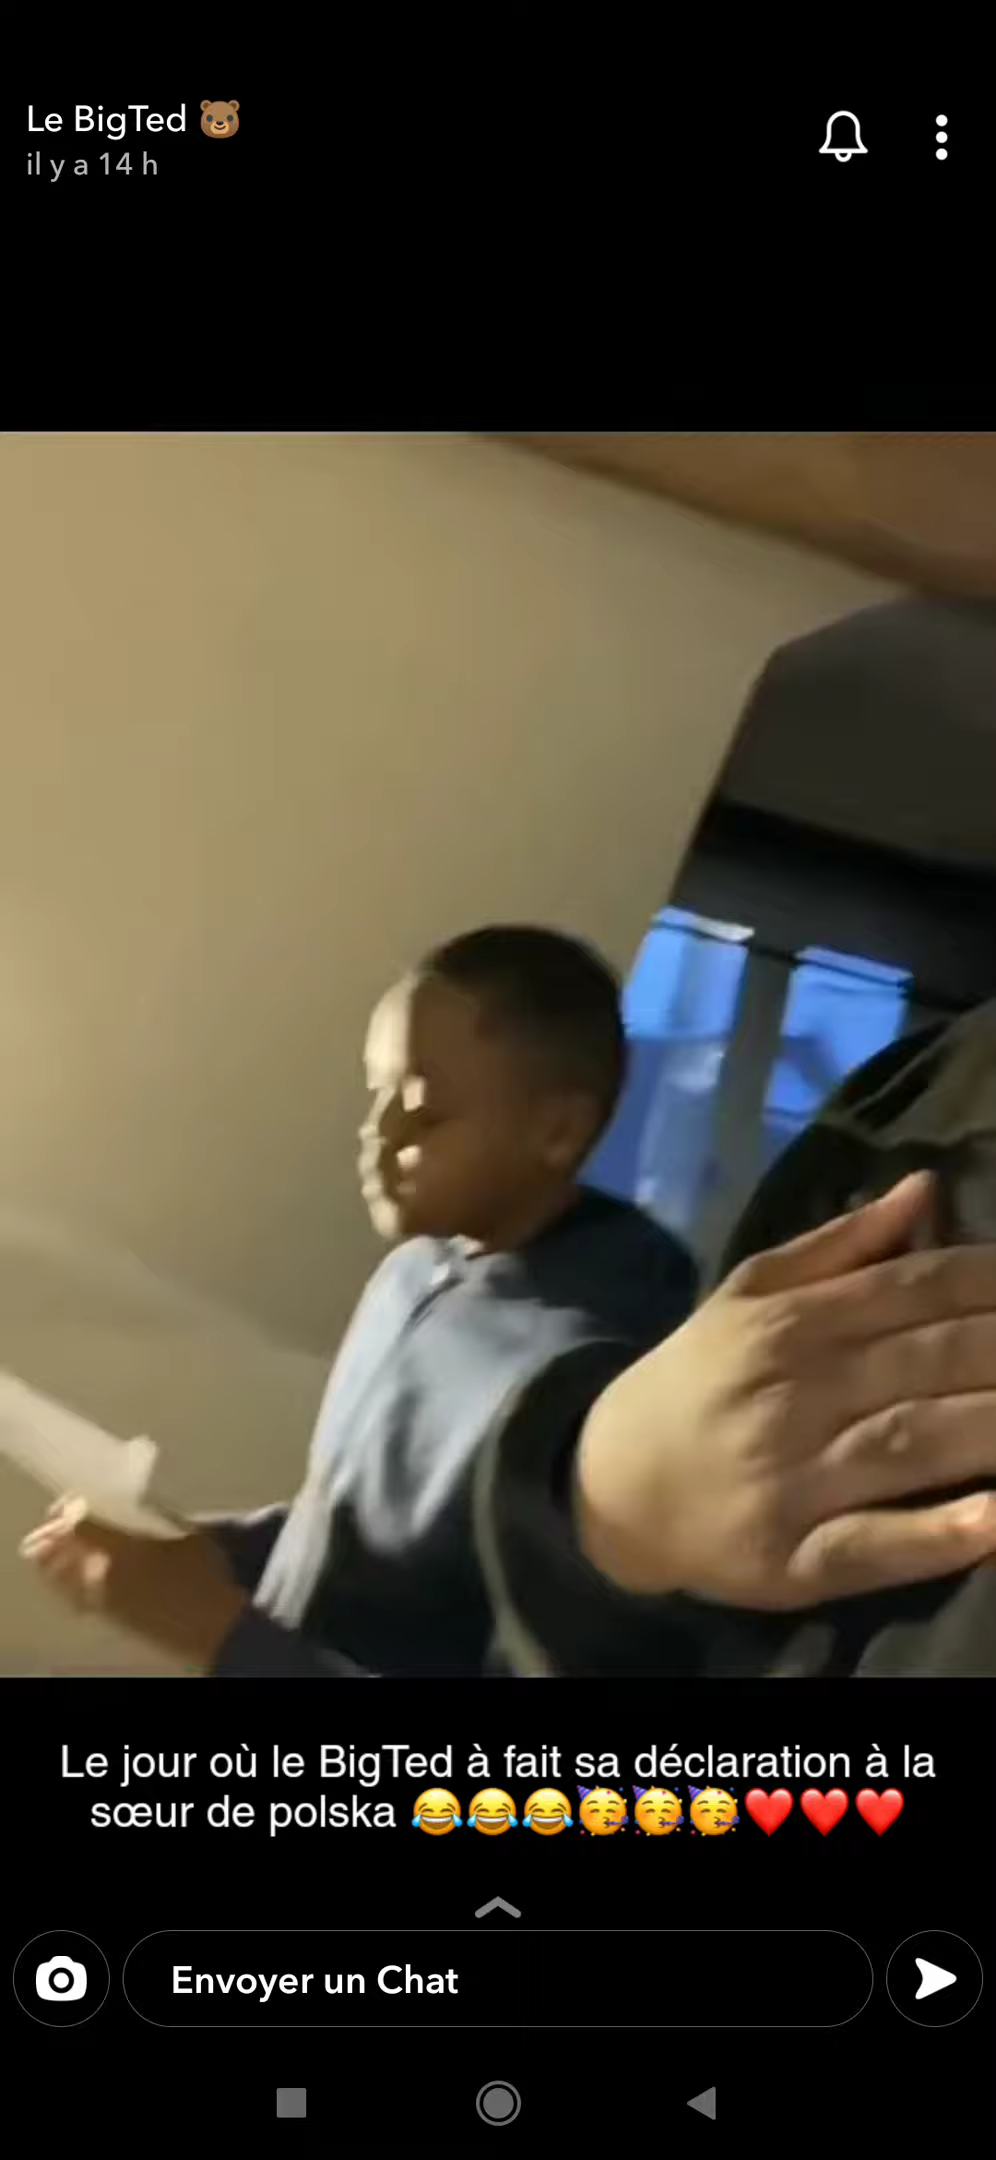 Le BigTed 🐻
il y a 14 h
Le jour où le BigTed à fait sa déclaration à la
sœur de polska 😂😂😂🥳🥳🥳❤️❤️❤️
Envoyer un Chat